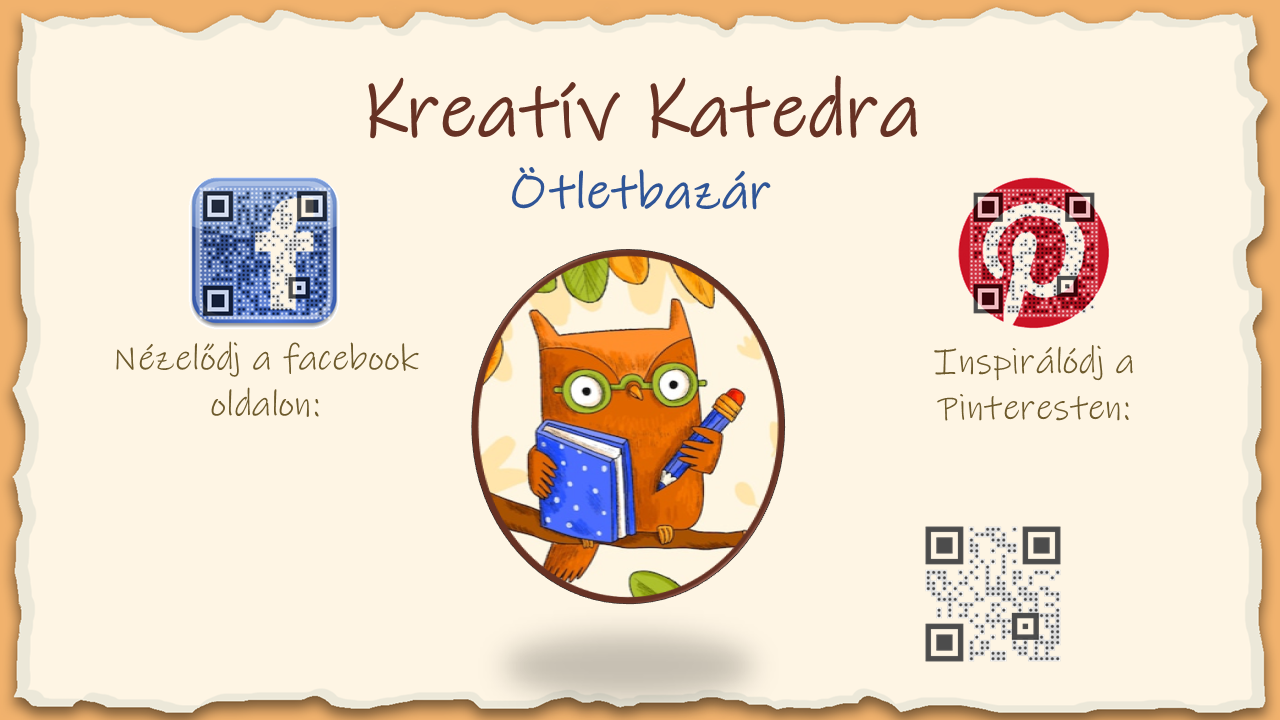 Kreatív Katedra
Ötletbazár
Nézelődj a facebook
oldalon:
Inspirálódj a
Pinteresten: